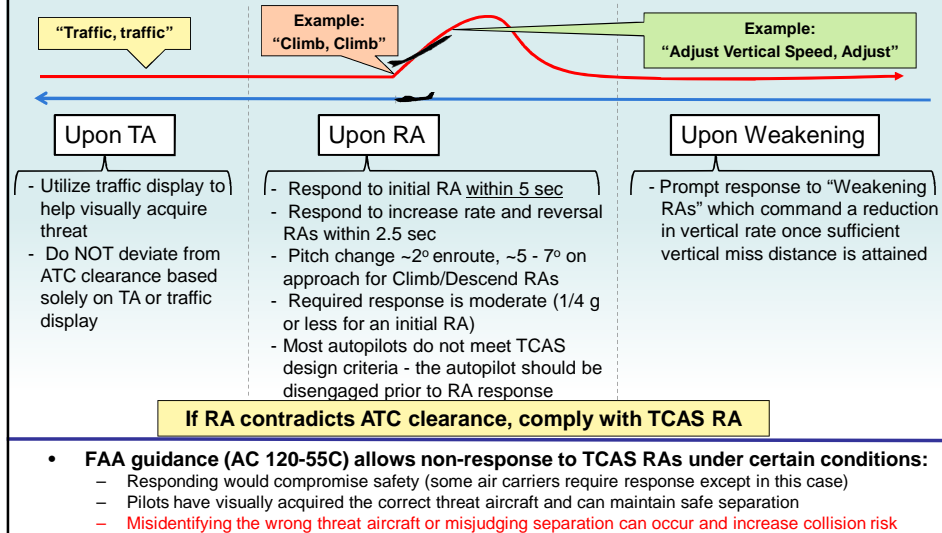 “Traffic, traffic”
Example:
“Climb, Climb”
Example:
“Adjust Vertical Speed, Adjust”
Upon TA
- Utilize traffic display to
help visually acquire
threat
- Do NOT deviate from
ATC clearance based
solely on TA or traffic
display
Upon RA
- Respond to initial RA within 5 sec
- Respond to increase rate and reversal
RAs within 2.5 sec
- Pitch change ~2º enroute, ~5 - 7º on
approach for Climb/Descend RAs
- Required response is moderate (1/4 g
or less for an initial RA)
- Most autopilots do not meet TCAS
design criteria - the autopilot should be
disengaged prior to RA response
Upon Weakening
- Prompt response to “Weakening
RAs” which command a reduction
in vertical rate once sufficient
vertical miss distance is attained
If RA contradicts ATC clearance, comply with TCAS RA
• FAA guidance (AC 120-55C) allows non-response to TCAS RAs under certain conditions:
– Responding would compromise safety (some air carriers require response except in this case)
– Pilots have visually acquired the correct threat aircraft and can maintain safe separation
– Misidentifying the wrong threat aircraft or misjudging separation can occur and increase collision risk